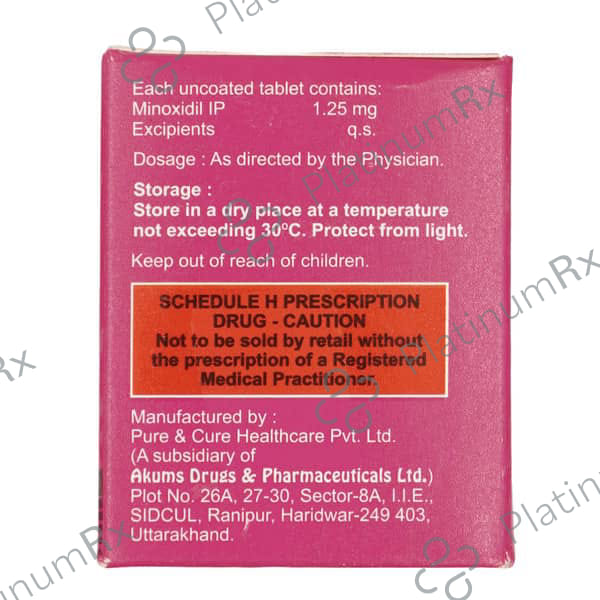 Each uncoated tablet contains:
Minoxidil IP 1.25 mg
Excipients q.s.
Dosage : As directed by the Physician.
Storage :
Store in a dry place at a temperature
not exceeding 30ºC. Protect from light.
Keep out of reach of children.
SCHEDULE H PRESCRIPTION
DRUG - CAUTION
Not to be sold by retail without
the prescription of a Registered
Medical Practitioner.
Manufactured by :
Pure & Cure Healthcare Pvt. Ltd.
(A subsidiary of
Akums Drugs & Pharmaceuticals Ltd.)
Plot No. 26A, 27-30, Sector-8A, I.I.E.,
SIDCUL, Ranipur, Haridwar-249 403,
Uttarakhand.
PlatinumRx
PlatinumRx
PlatinumRx
Platinum
tinumRx
Rx